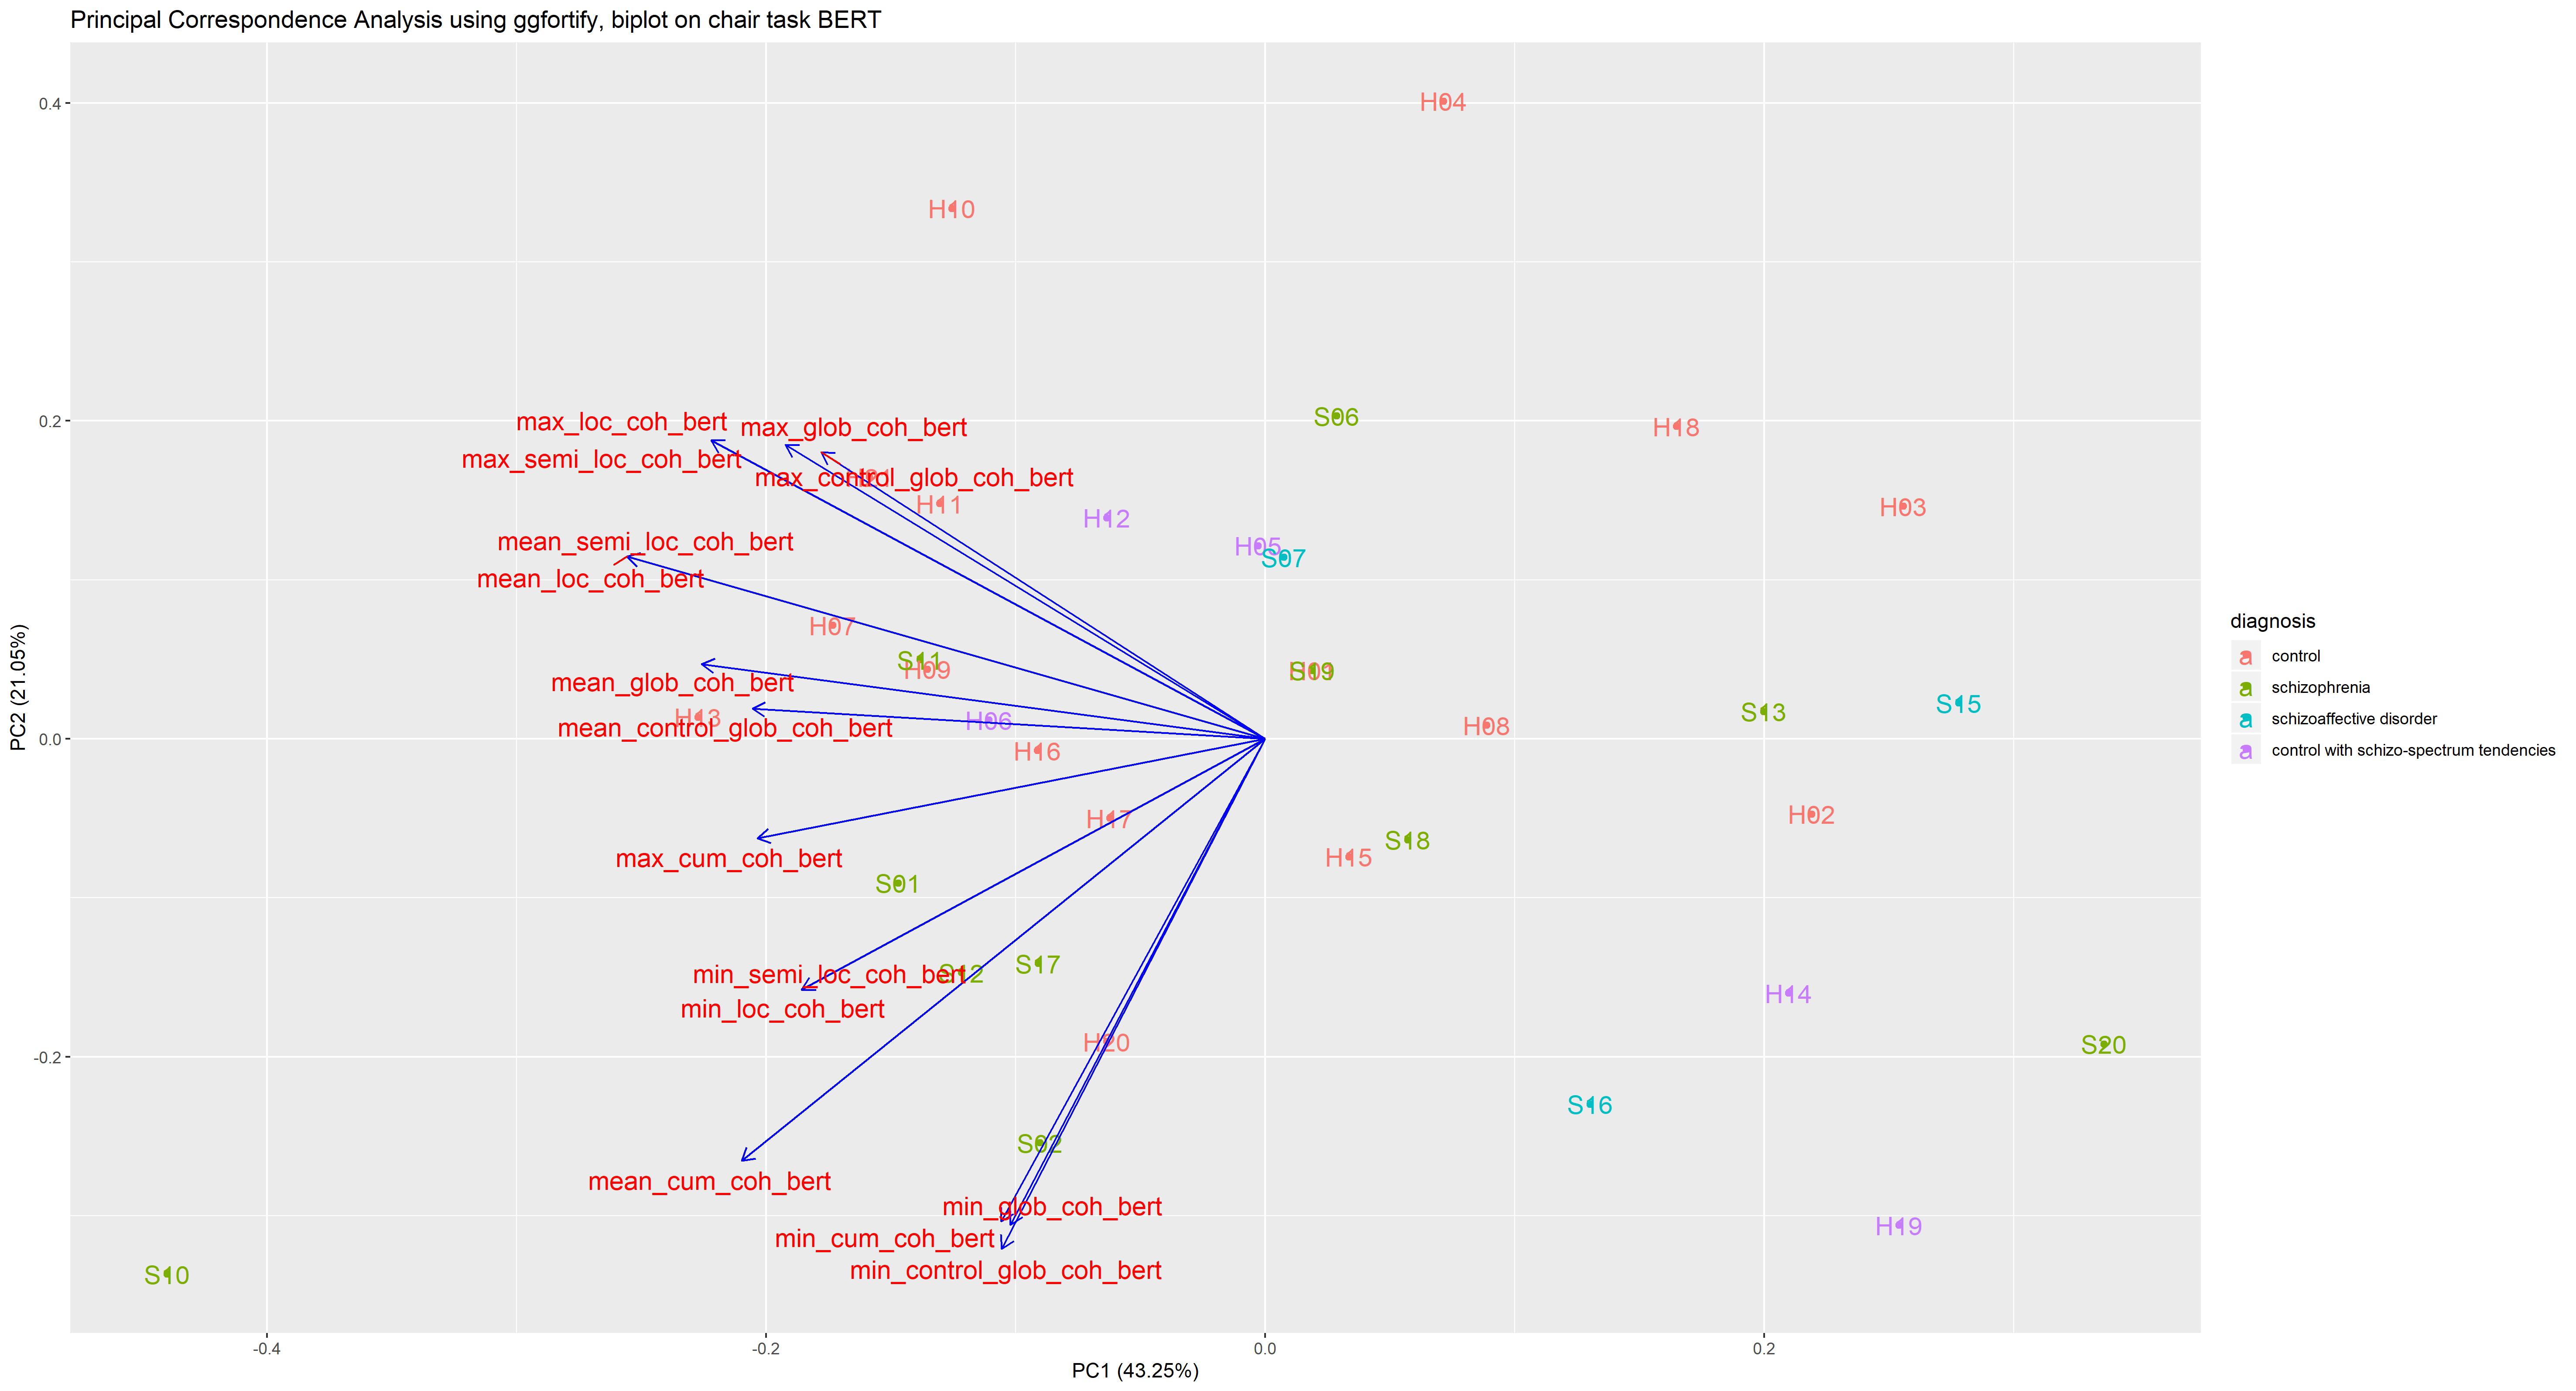 Principal Correspondence Analysis using ggfortify, biplot on chair task BERT
0.4
H04
H10
0.2
max_loc_coh_bert
max_glob_coh_bert
S06
H18
max_semi_loc_coh_bert
max_control_glob_coh_bert
H11
H12
H03
H05
S07
mean_semi_loc_coh_bert
mean_loc_coh_bert
H07
S11
H09
S19
mean_glob_coh_bert
H13
H06
H08
S13
S15
mean_control_glob_coh_bert
0.0
H16
H17
H02
S18
max_cum_coh_bert
H15
S01
min_semi_loc_coh_bert
S12
S17
min_loc_coh_bert
H14
-0.2
H20
S20
S16
S02
mean_cum_coh_bert
min_glob_coh_bert
H19
min_cum_coh_bert
S10
min_control_glob_coh_bert
-0.4
-0.2
0.0
0.2
PC1 (43.25%)
PC2 (21.05%)
diagnosis
a control
a schizophrenia
a schizoaffective disorder
a control with schizo-spectrum tendencies